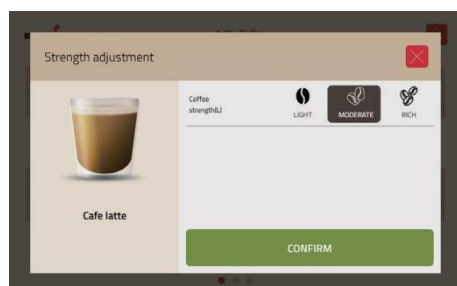 Strength adjustment
Coffee
strength(L)
LIGHT
MODERATE
RICH
Cafe latte
CONFIRM